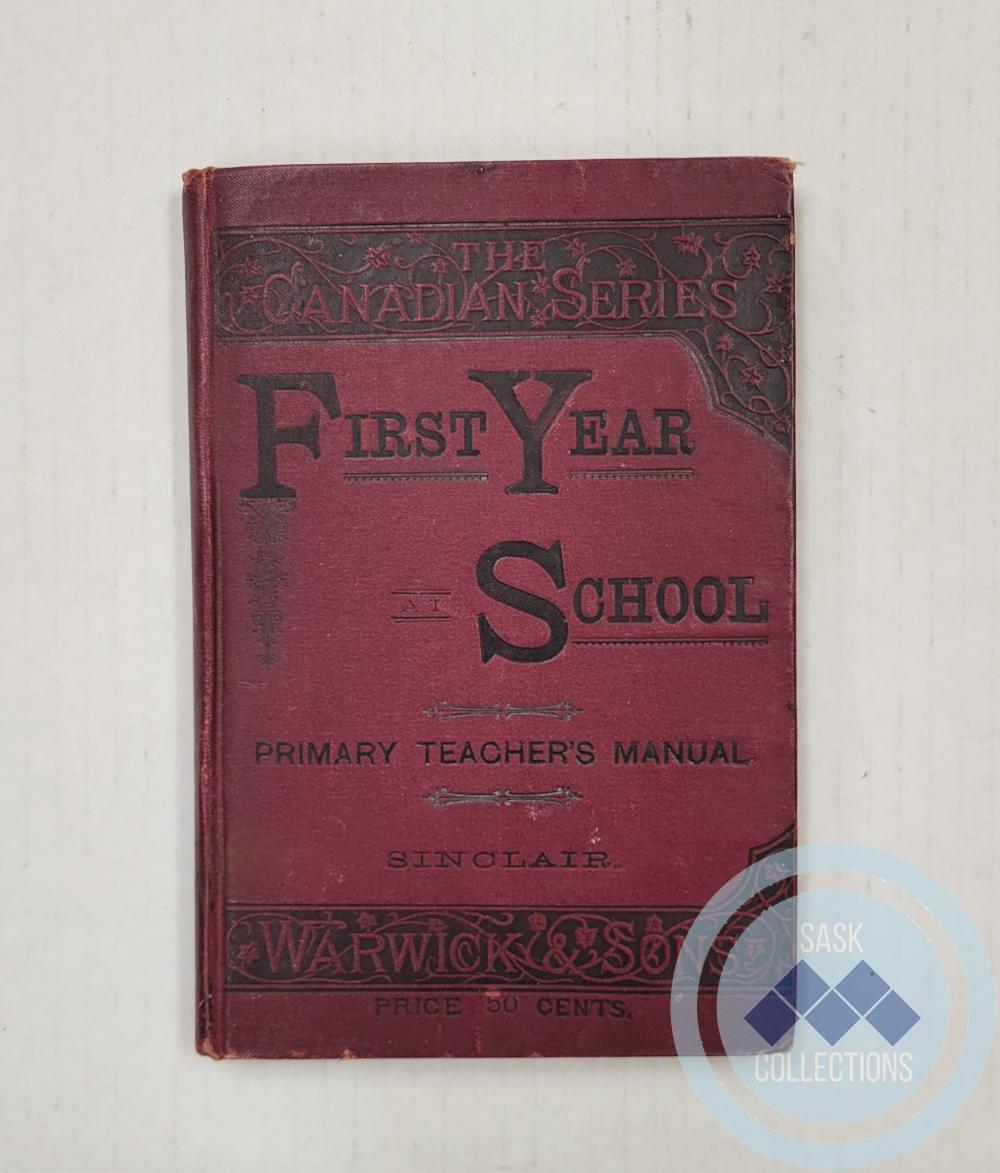 THE
CANADIAN SERIES
FIRST YEAR
AT SCHOOL
PRIMARY TEACHER'S MANUAL.
SINCLAIR.
WARWICK & SONS
PRICE 50 CENTS.
SASK
COLLECTIONS